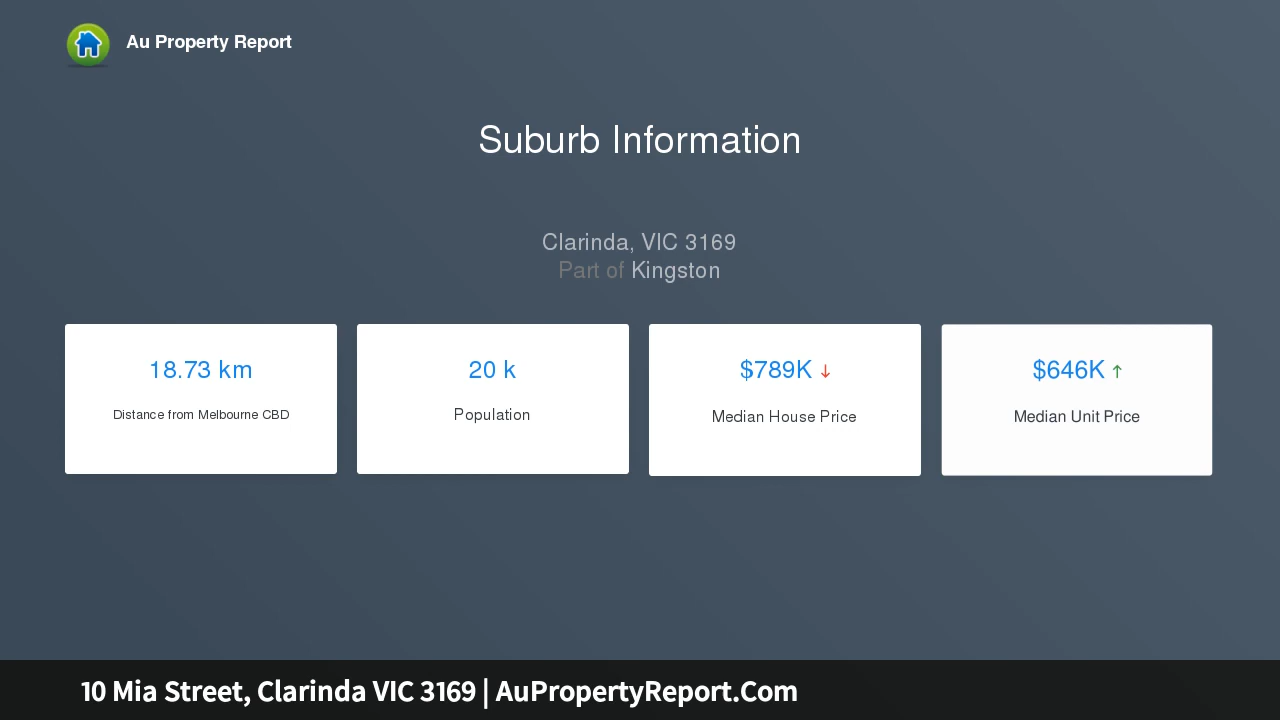 Au Property Report
Suburb Information
Clarinda, VIC 3169
Part of Kingston
18.73 km
Distance from Melbourne CBD
20 k
Population
$789K ↓
Median House Price
$646K ↑
Median Unit Price
10 Mia Street, Clarinda VIC 3169 | AuPropertyReport.Com